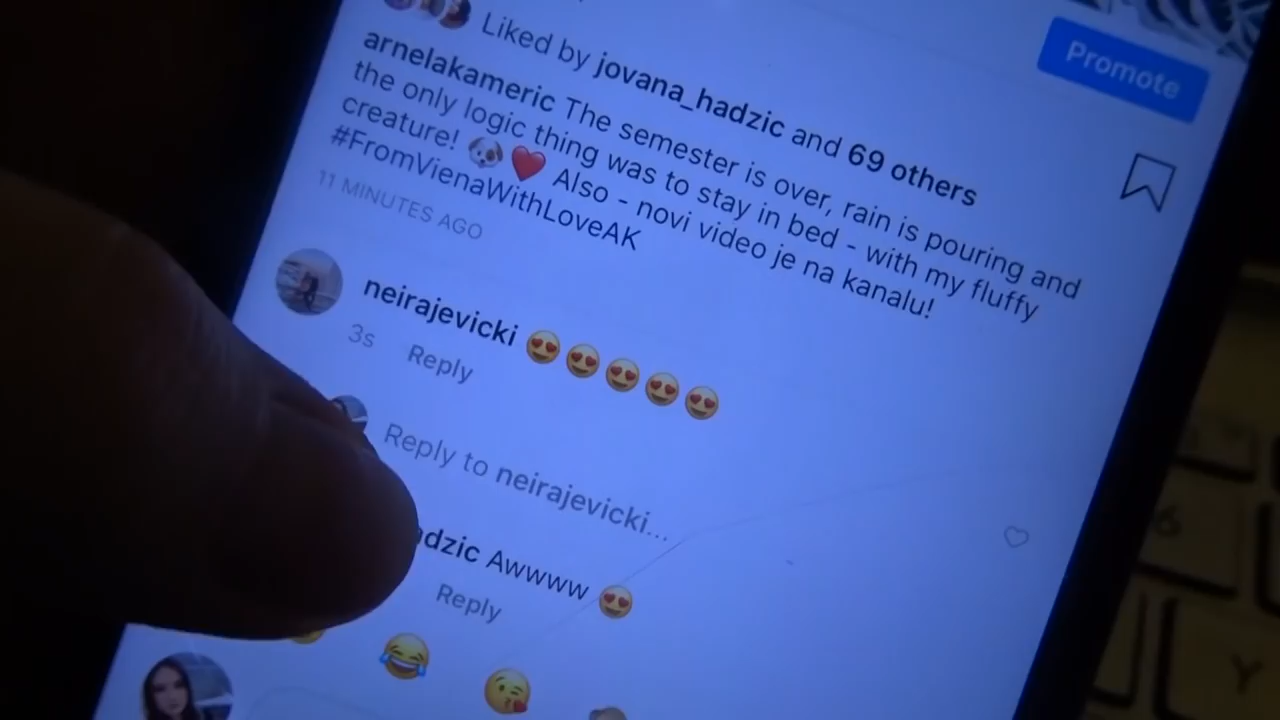 Liked by jovana_hadzic and 69 others
Promote
arnelakameric The semester is over, rain is pouring and
the only logic thing was to stay in bed - with my fluffy
creature! 🐶 ❤️ Also - novi video je na kanalu!
#FromVienaWithLoveAK
11 MINUTES AGO
neirajevicki 😍😍😍😍😍
3s Reply
Reply to neirajevicki...
adzic Awwww 😍
Reply
😂 😘
6
Y